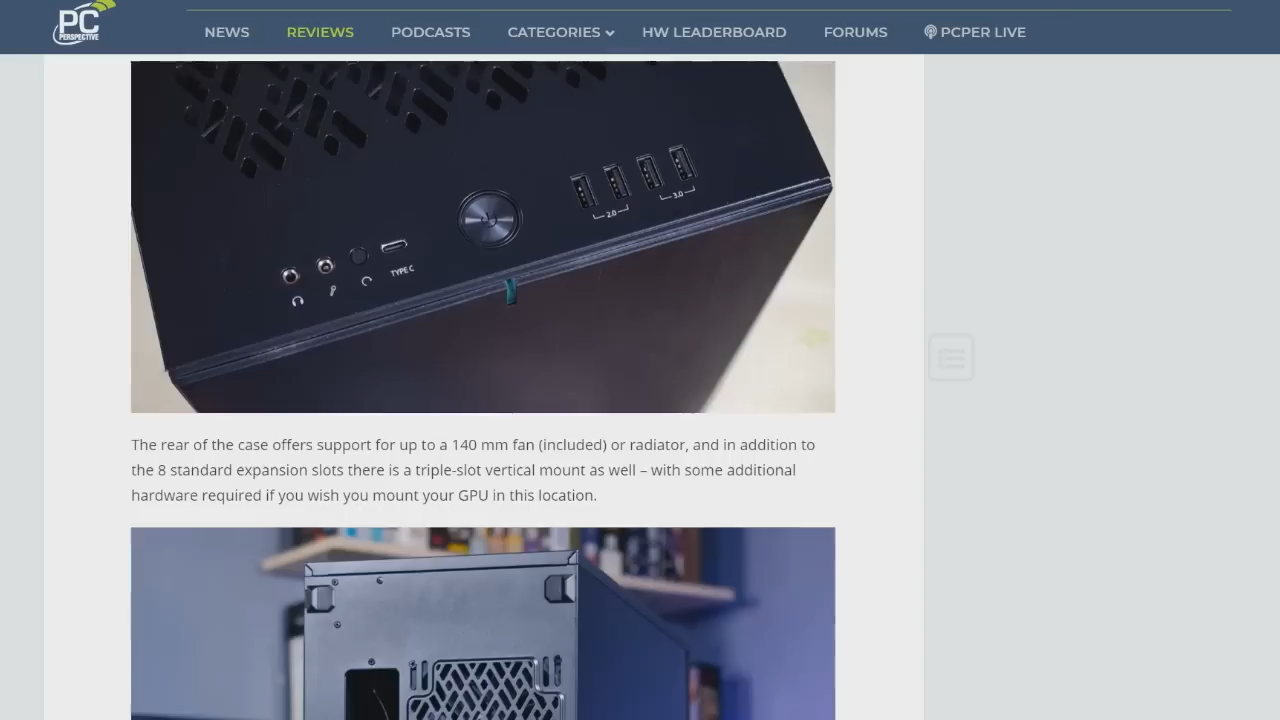 PC
PERSPECTIVE
NEWS
REVIEWS
PODCASTS
CATEGORIES
HW LEADERBOARD
FORUMS
PCPER LIVE
2.0
3.0
TYPE C
The rear of the case offers support for up to a 140 mm fan (included) or radiator, and in addition to
the 8 standard expansion slots there is a triple-slot vertical mount as well – with some additional
hardware required if you wish you mount your GPU in this location.